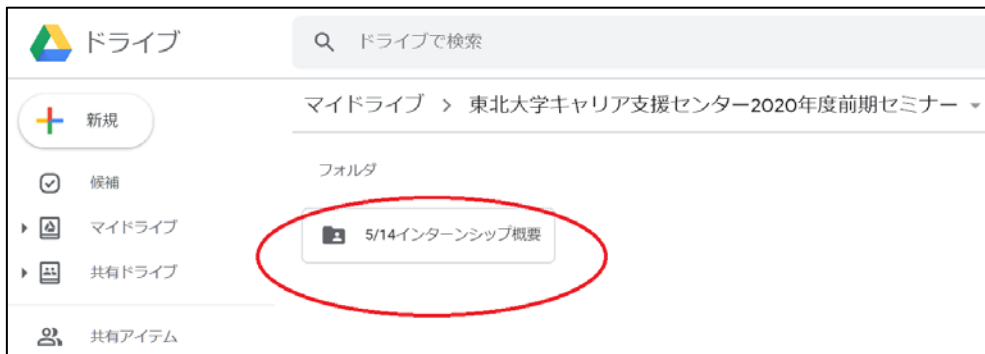 ドライブ
ドライブで検索
マイドライブ > 東北大学キャリア支援センター2020年度前期セミナー
新規
フォルダ
候補
マイドライブ
5/14インターンシップ概要
共有ドライブ
共有アイテム